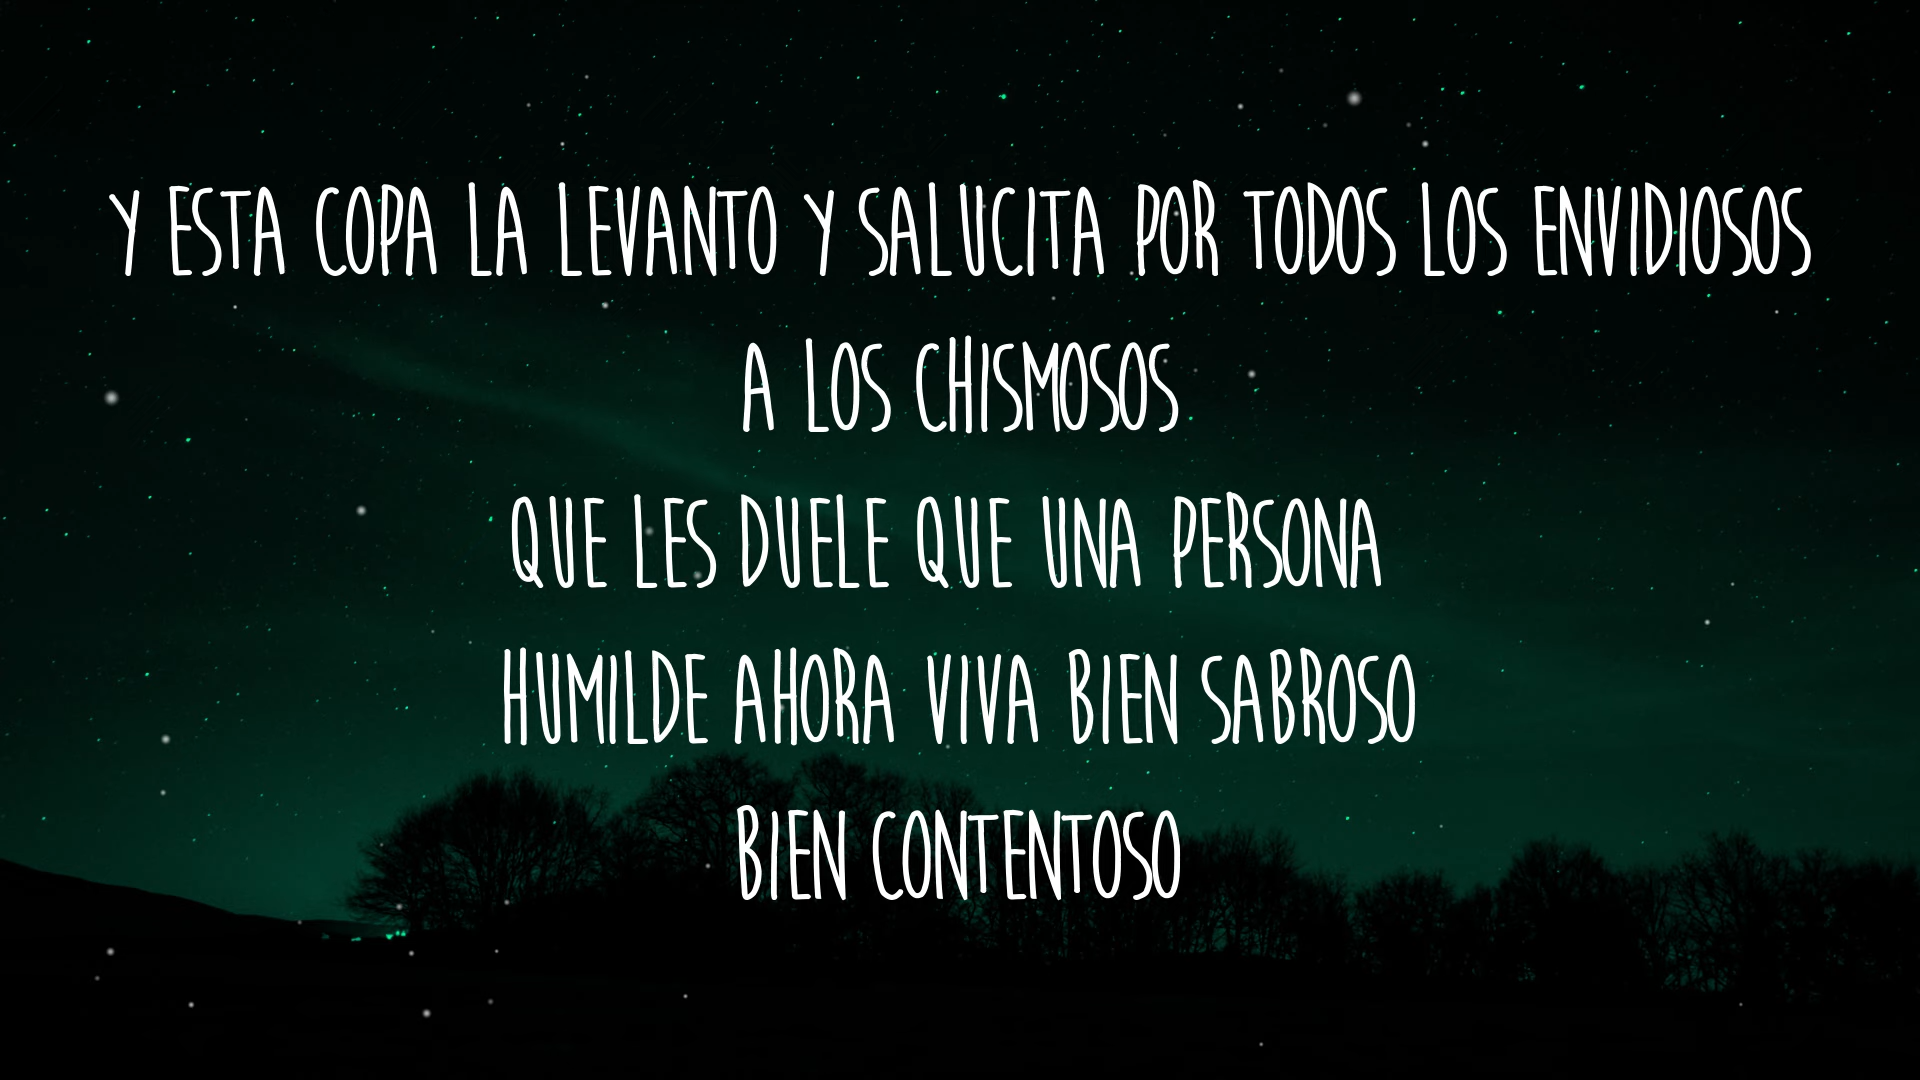 Y ESTA COPA LA LEVANTO Y SALUCITA POR TODOS LOS ENVIDIOSOS
A LOS CHISMOSOS
QUE LES DUELE QUE UNA PERSONA
HUMILDE AHORA VIVA BIEN SABROSO
BIEN CONTENTOSO